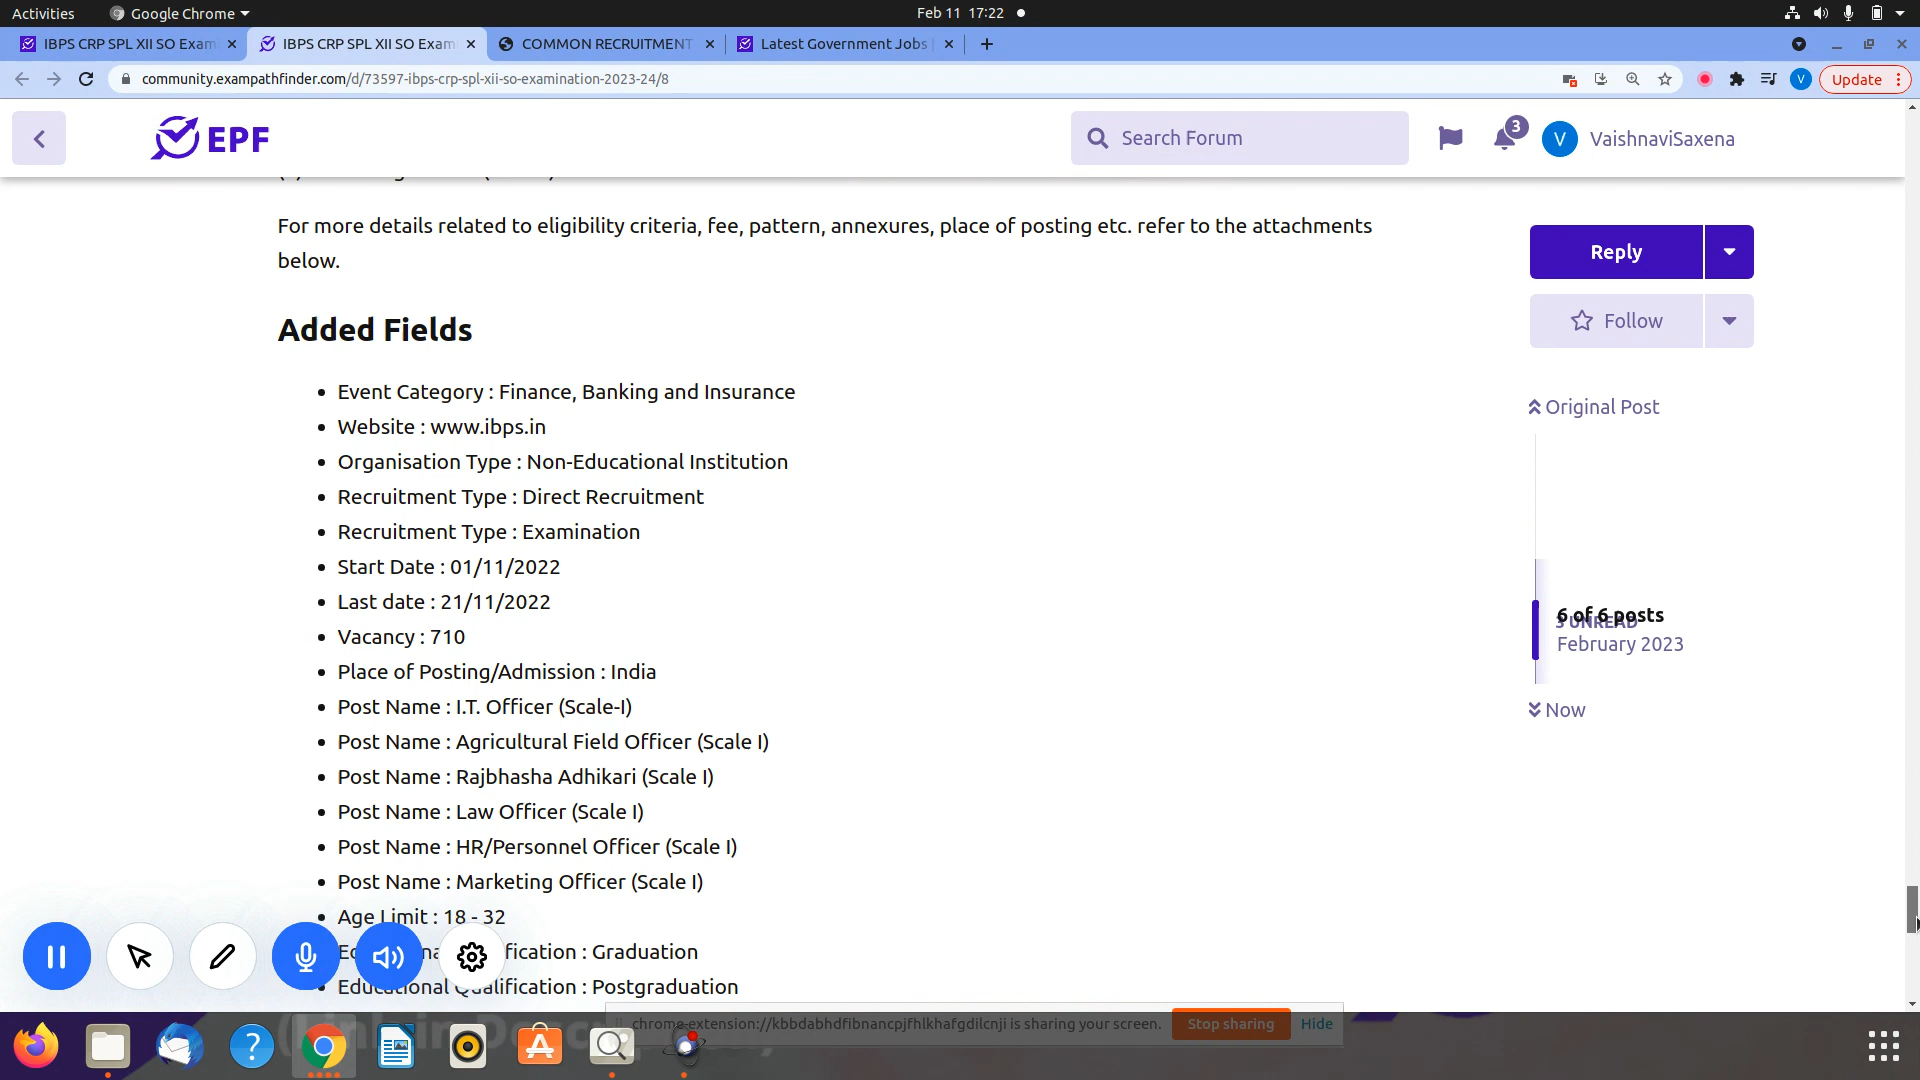 Activities Google Chrome Feb 11 17:22
IBPS CRP SPL XII SO Exam IBPS CRP SPL XII SO Exami COMMON RECRUITMENT Latest Government Jobs
community.exampathfinder.com/d/73597-ibps-crp-spl-xii-so-examination-2023-24/8 V Update
EPF Search Forum 3 V VaishnaviSaxena
For more details related to eligibility criteria, fee, pattern, annexures, place of posting etc. refer to the attachments
below.
Reply
Follow
Added Fields
Original Post
• Event Category : Finance, Banking and Insurance
• Website : www.ibps.in
• Organisation Type : Non-Educational Institution
• Recruitment Type : Direct Recruitment
• Recruitment Type : Examination
• Start Date : 01/11/2022
• Last date : 21/11/2022
6 of 6 posts
3 UNREAD
February 2023
• Vacancy : 710
• Place of Posting/Admission : India
• Post Name : I.T. Officer (Scale-I)
Now
• Post Name : Agricultural Field Officer (Scale I)
• Post Name : Rajbhasha Adhikari (Scale I)
• Post Name : Law Officer (Scale I)
• Post Name : HR/Personnel Officer (Scale I)
• Post Name : Marketing Officer (Scale I)
• Age Limit : 18 - 32
: Graduation
• Educational Qualification : Postgraduation
chrome-extension://kbbdabhdfibnancpjfhlkhafgdilcnji is sharing your screen. Stop sharing Hide